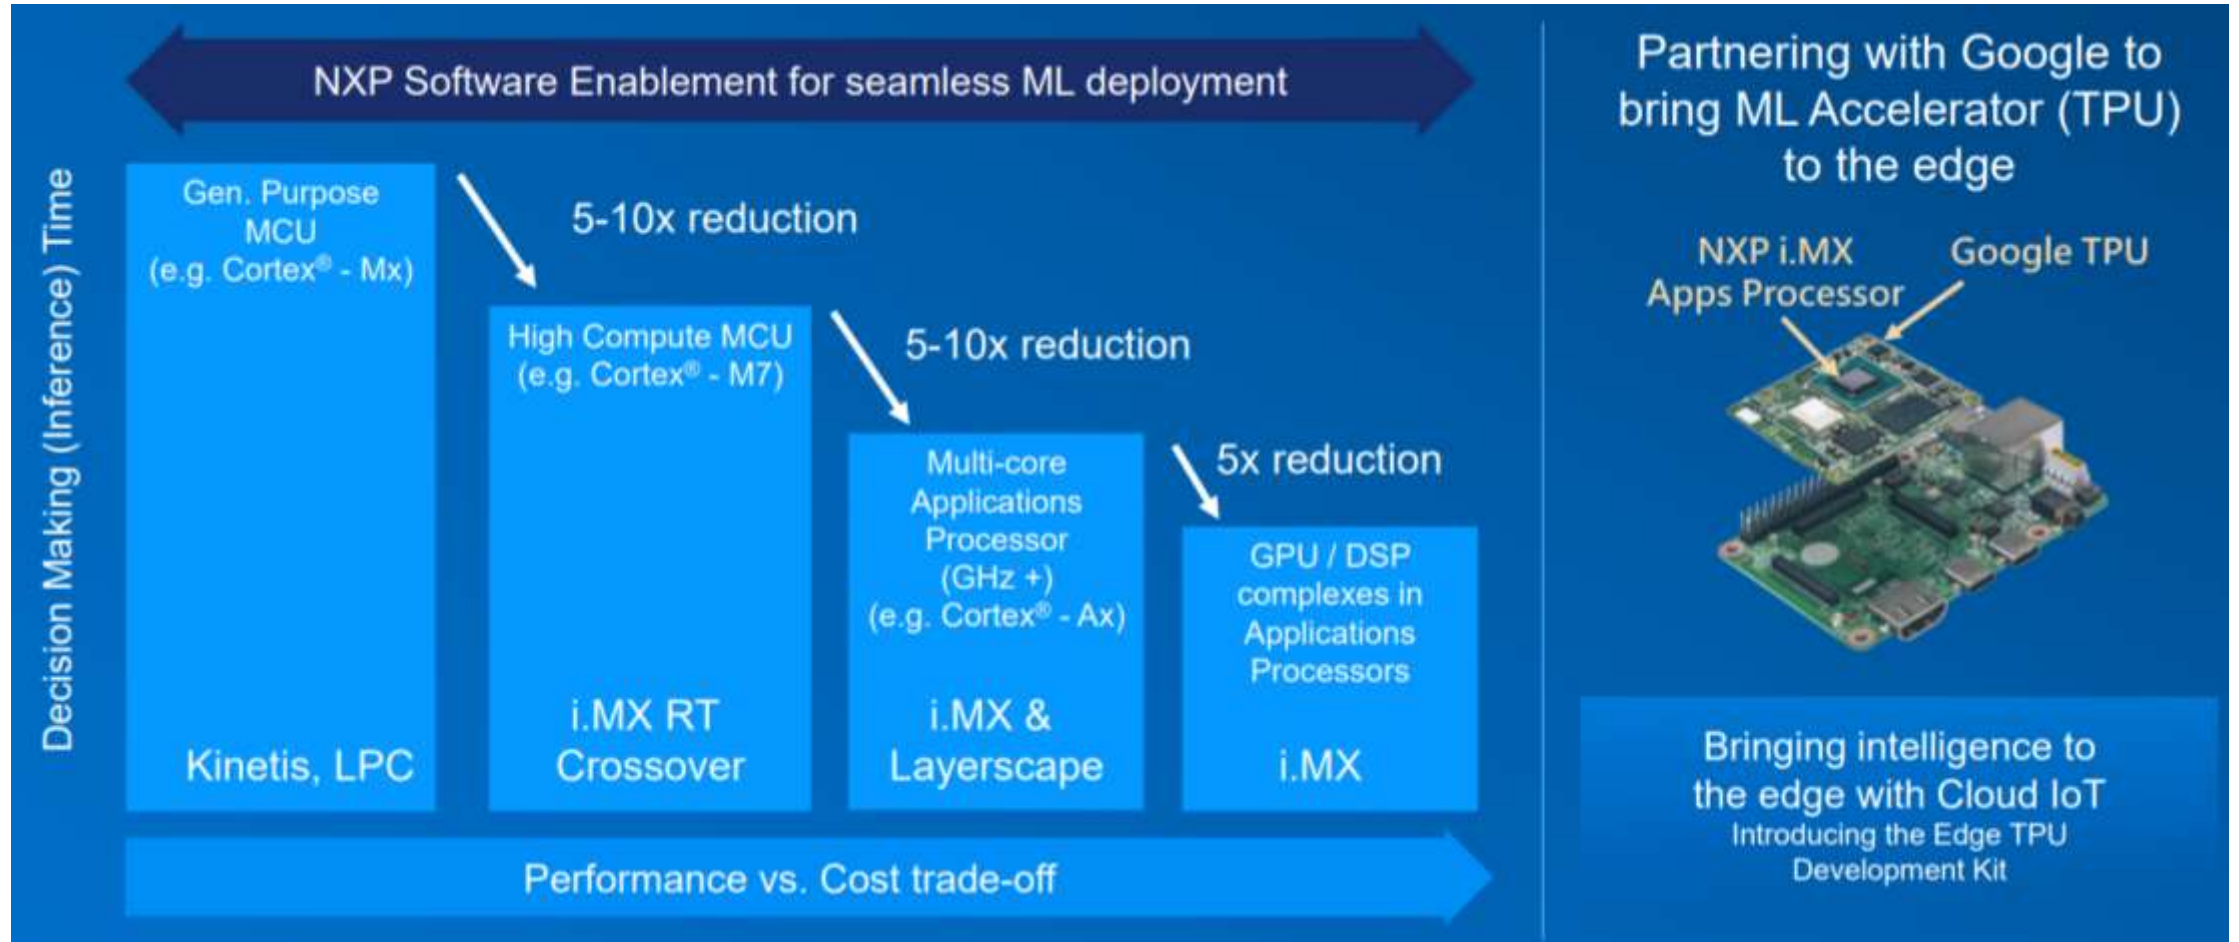 NXP Software Enablement for seamless ML deployment
Decision Making (Inference) Time
Gen. Purpose
MCU
(e.g. Cortex® - Mx)
Kinetis, LPC
5-10x reduction
High Compute MCU
(e.g. Cortex® - M7)
i.MX RT
Crossover
5-10x reduction
Multi-core
Applications
Processor
(GHz +)
(e.g. Cortex® - Ax)
i.MX &
Layerscape
5x reduction
GPU / DSP
complexes in
Applications
Processors
i.MX
Performance vs. Cost trade-off
Partnering with Google to
bring ML Accelerator (TPU)
to the edge
NXP i.MX
Apps Processor
Google TPU
Bringing intelligence to
the edge with Cloud IoT
Introducing the Edge TPU
Development Kit